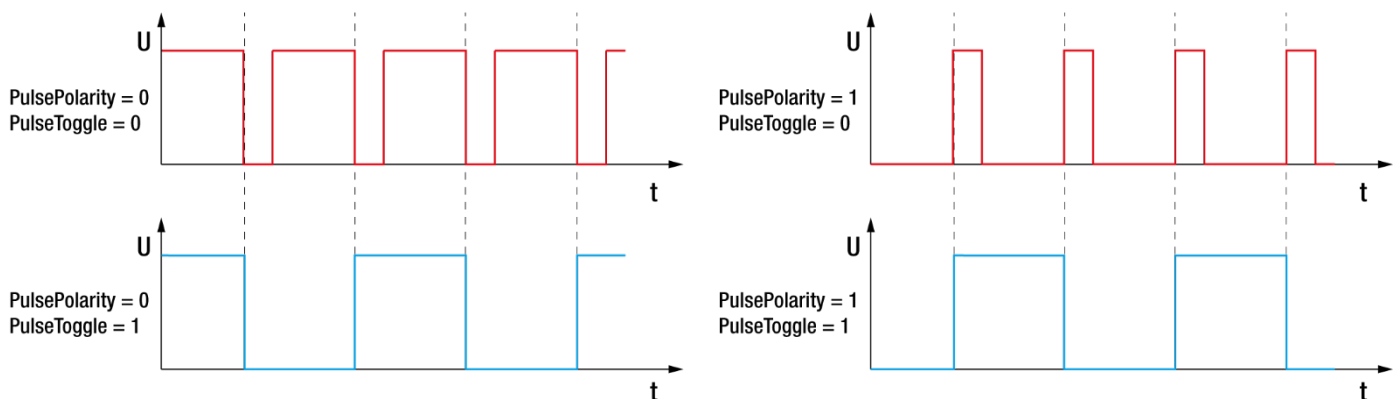 U
PulsePolarity = 0
PulseToggle = 0
t
U
PulsePolarity = 1
PulseToggle = 0
t
U
PulsePolarity = 0
PulseToggle = 1
t
U
PulsePolarity = 1
PulseToggle = 1
t